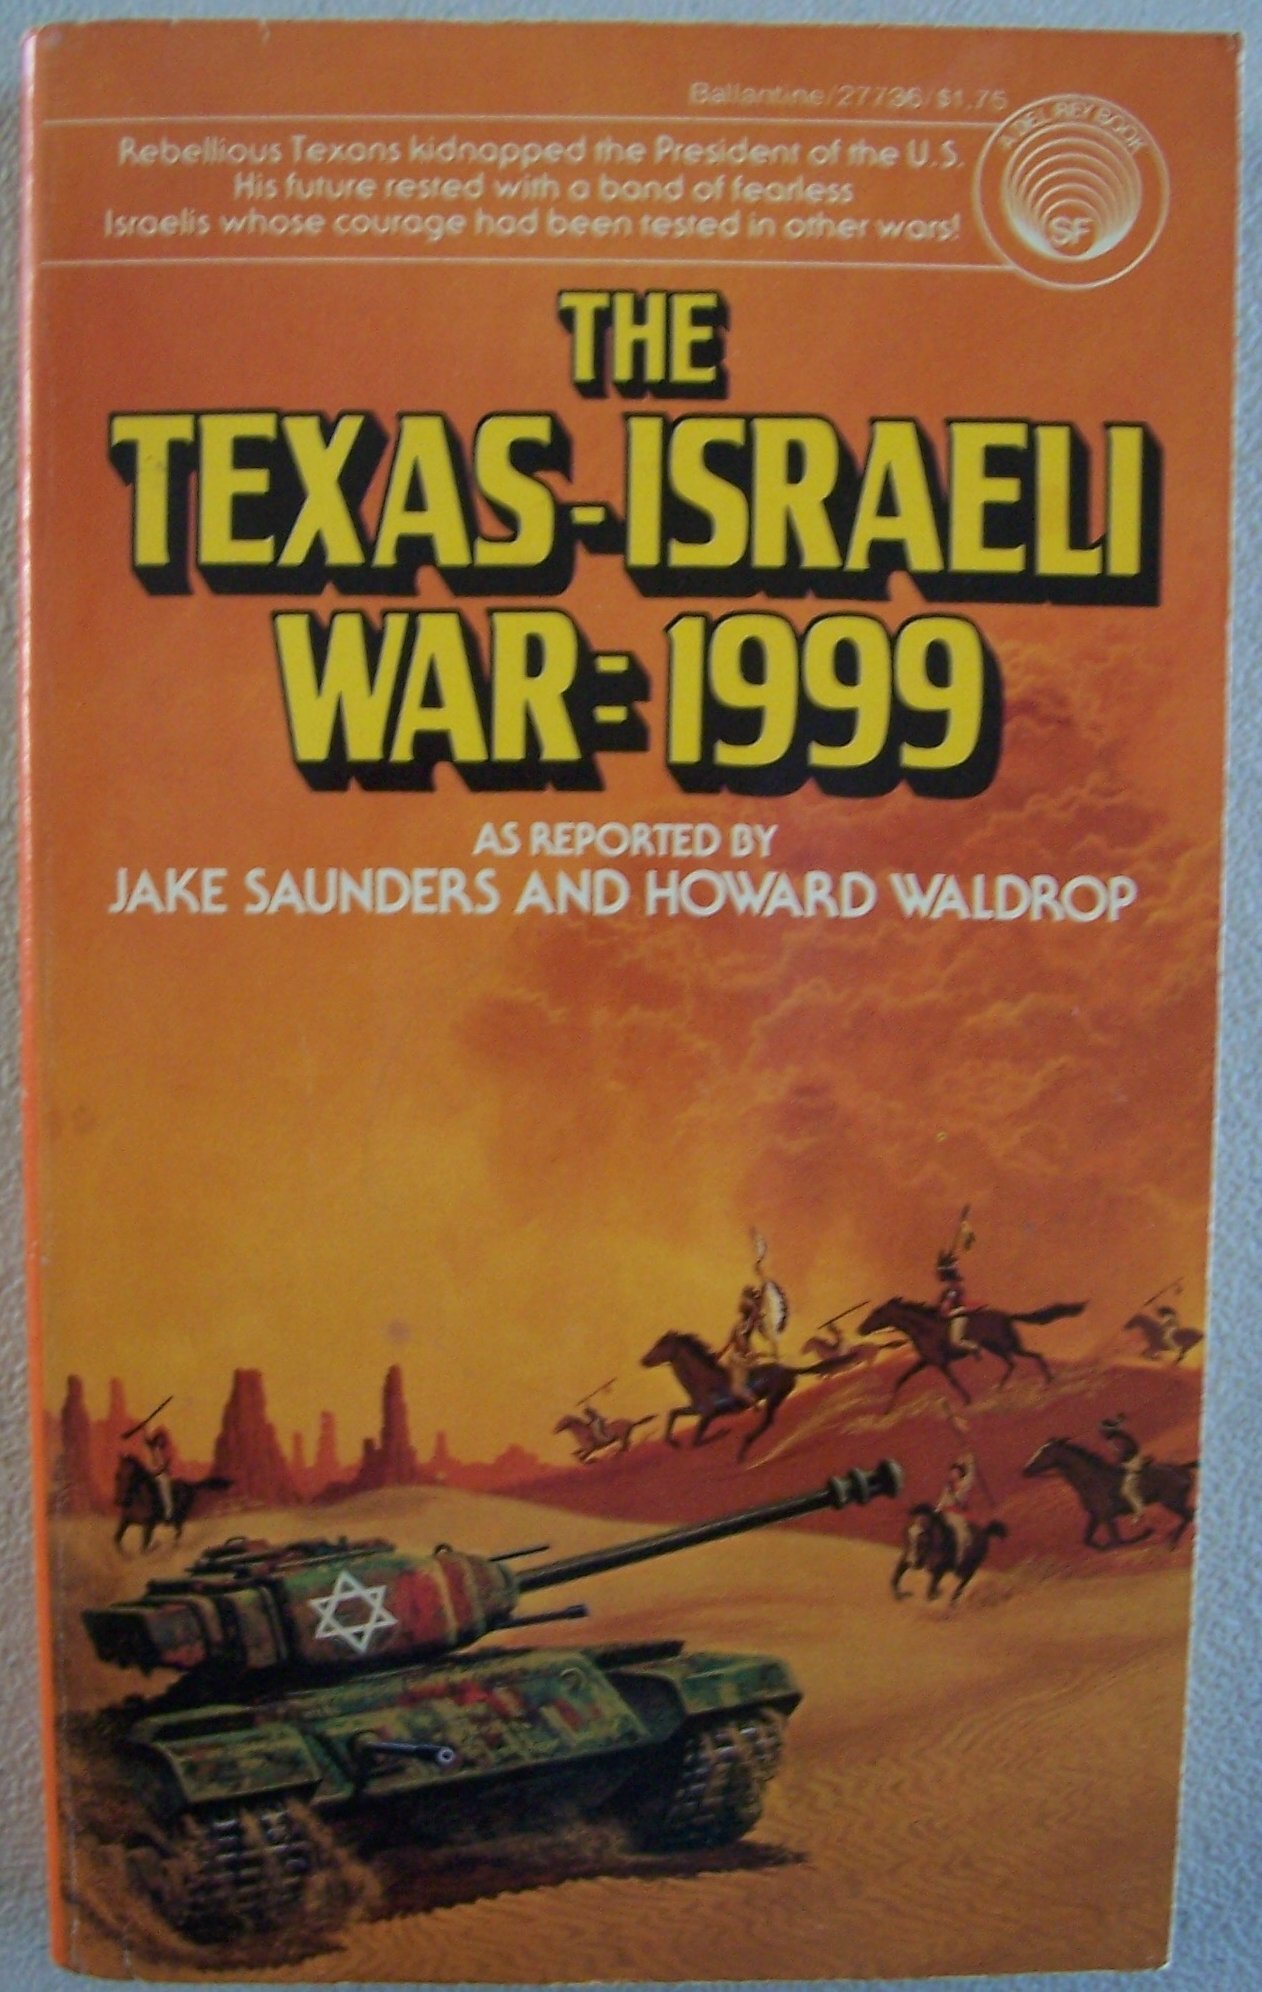 Ballantine/27736/$1.75
A DEL REY BOOK
SF
Rebellious Texans kidnapped the President of the U.S.
His future rested with a band of fearless
Israelis whose courage had been tested in other wars!
THE
TEXAS-ISRAELI
WAR: 1999
AS REPORTED BY
JAKE SAUNDERS AND HOWARD WALDROP